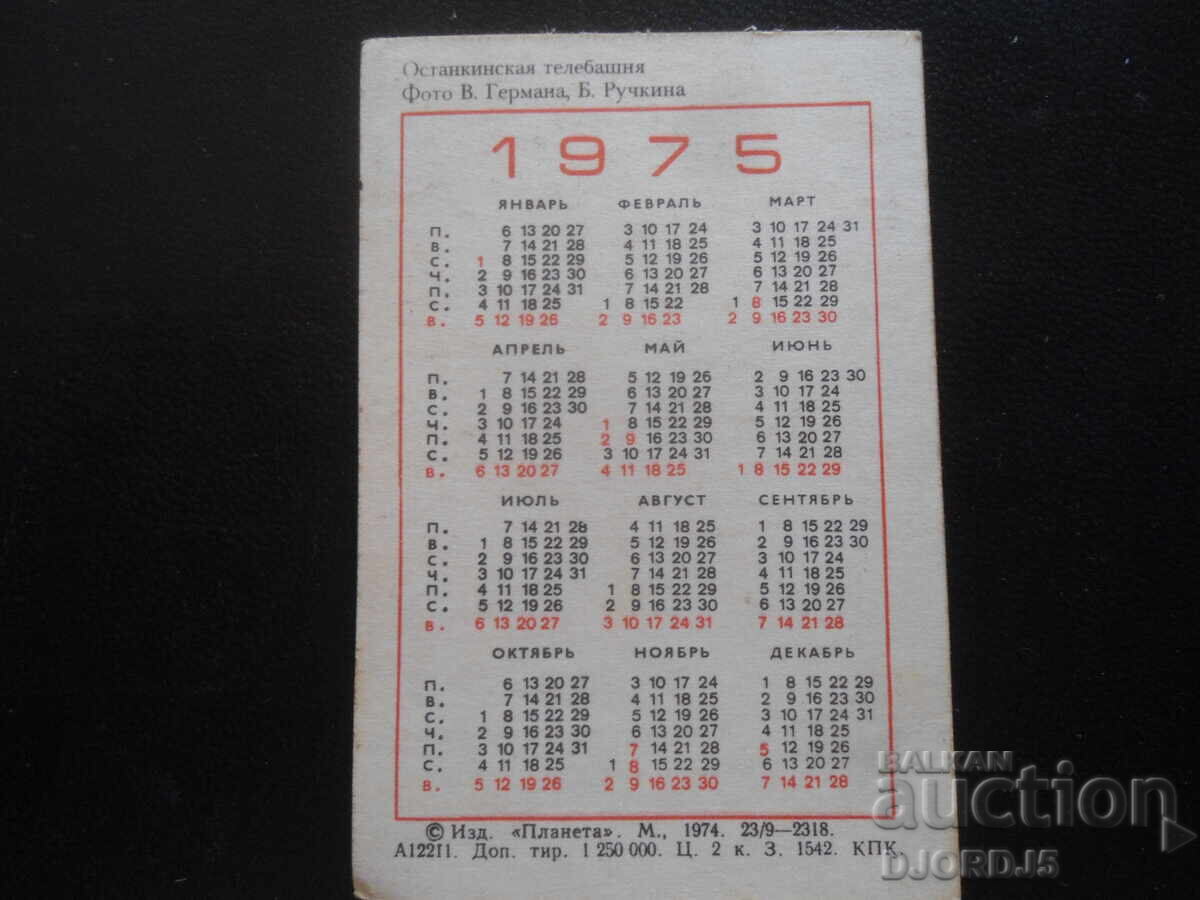 Останкинская телебашня
Фото В. Германа, Б. Ручкина
1975
ЯНВАРЬ ФЕВРАЛЬ МАРТ
П. 6 13 20 27 3 10 17 24 3 10 17 24 31
В. 7 14 21 28 4 11 18 25 4 11 18 25
С. 1 8 15 22 29 5 12 19 26 5 12 19 26
Ч. 2 9 16 23 30 6 13 20 27 6 13 20 27
П. 3 10 17 24 31 7 14 21 28 7 14 21 28
С. 4 11 18 25 1 8 15 22 1 8 15 22 29
В. 5 12 19 26 2 9 16 23 2 9 16 23 30
АПРЕЛЬ МАЙ ИЮНЬ
П. 7 14 21 28 5 12 19 26 2 9 16 23 30
В. 1 8 15 22 29 6 13 20 27 3 10 17 24
С. 2 9 16 23 30 7 14 21 28 4 11 18 25
Ч. 3 10 17 24 1 8 15 22 29 5 12 19 26
П. 4 11 18 25 2 9 16 23 30 6 13 20 27
С. 5 12 19 26 3 10 17 24 31 7 14 21 28
В. 6 13 20 27 4 11 18 25 1 8 15 22 29
ИЮЛЬ АВГУСТ СЕНТЯБРЬ
П. 7 14 21 28 4 11 18 25 1 8 15 22 29
В. 1 8 15 22 29 5 12 19 26 2 9 16 23 30
С. 2 9 16 23 30 6 13 20 27 3 10 17 24
Ч. 3 10 17 24 31 7 14 21 28 4 11 18 25
П. 4 11 18 25 1 8 15 22 29 5 12 19 26
С. 5 12 19 26 2 9 16 23 30 6 13 20 27
В. 6 13 20 27 3 10 17 24 31 7 14 21 28
ОКТЯБРЬ НОЯБРЬ ДЕКАБРЬ
П. 6 13 20 27 3 10 17 24 1 8 15 22 29
В. 7 14 21 28 4 11 18 25 2 9 16 23 30
С. 1 8 15 22 29 5 12 19 26 3 10 17 24 31
Ч. 2 9 16 23 30 6 13 20 27 4 11 18 25
П. 3 10 17 24 31 7 14 21 28 5 12 19 26
С. 4 11 18 25 1 8 15 22 29 6 13 20 27
В. 5 12 19 26 2 9 16 23 30 7 14 21 28
© Изд. «Планета». М., 1974. 23/9—2318.
А12211. Доп. тир. 1 250 000. Ц. 2 к. З. 1542. КПК.
BALKAN
auction
DJORDJ5